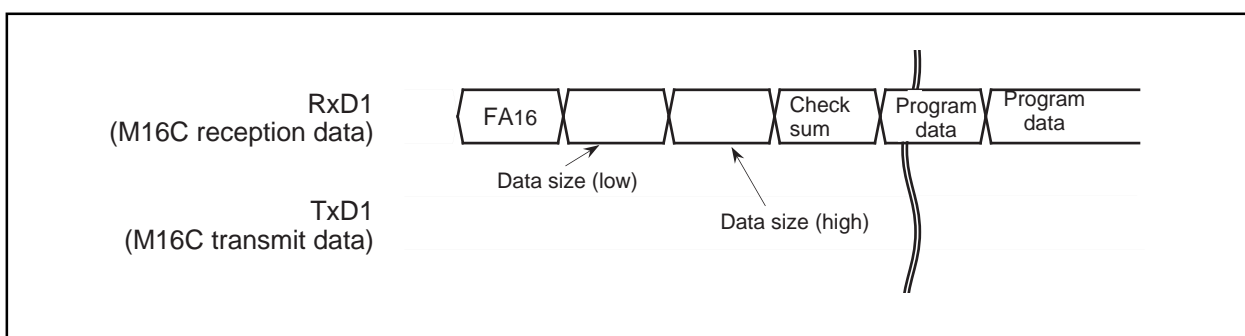 RxD1
(M16C reception data)
FA16
Check
sum
Program
data
Program
data
Data size (low)
Data size (high)
TxD1
(M16C transmit data)